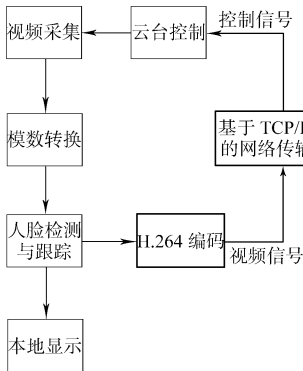 视频采集
云台控制
控制信号
模数转换
基于 TCP/
的网络传
人脸检测
与跟踪
H.264 编码
视频信号
本地显示